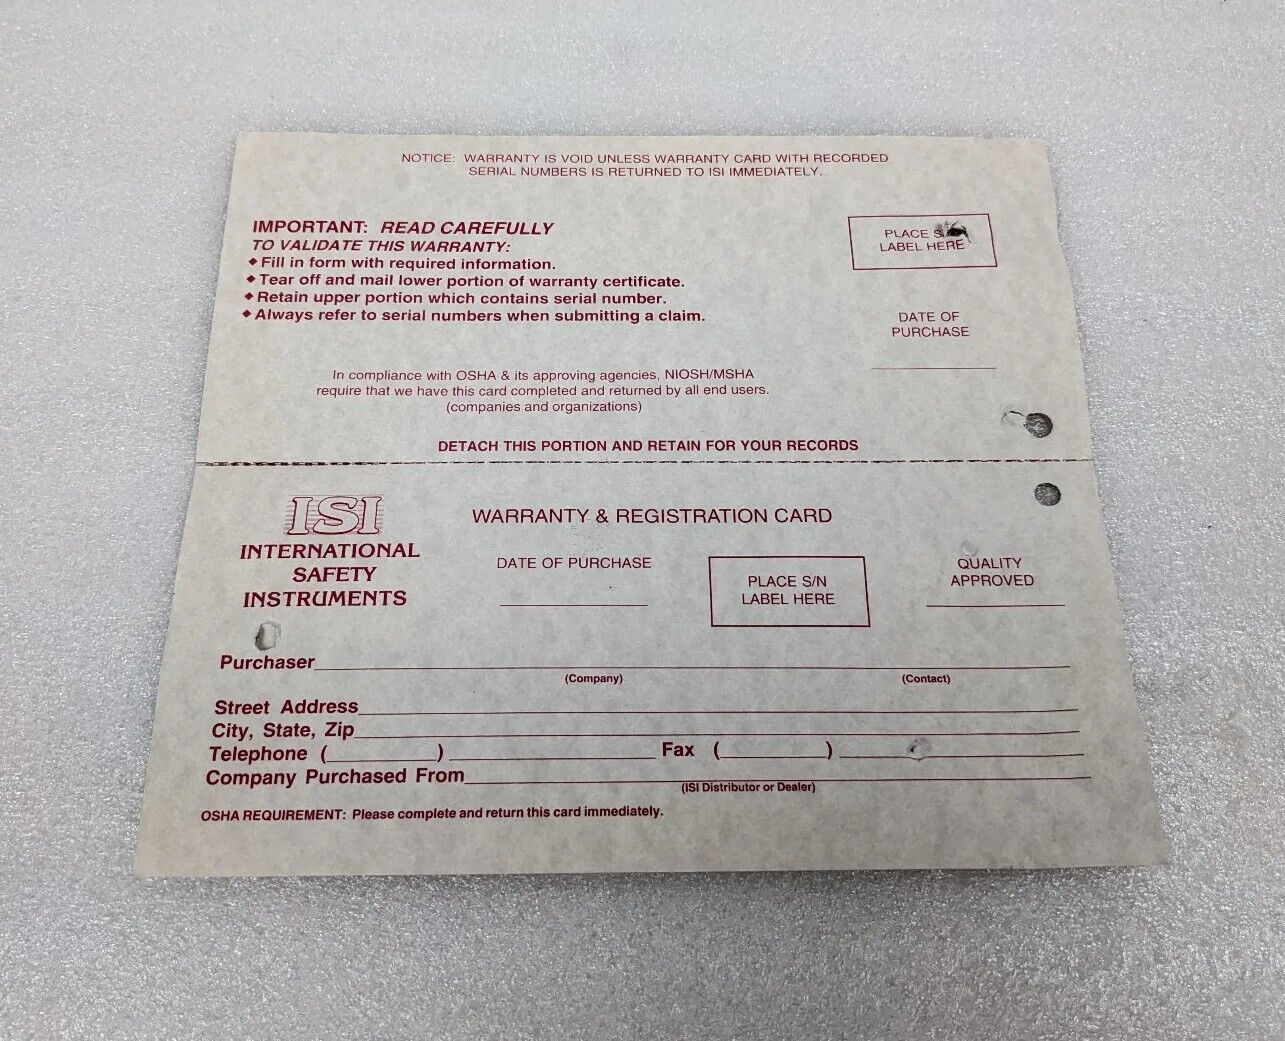 NOTICE: WARRANTY IS VOID UNLESS WARRANTY CARD WITH RECORDED
SERIAL NUMBERS IS RETURNED TO ISI IMMEDIATELY.
IMPORTANT: READ CAREFULLY
TO VALIDATE THIS WARRANTY:
◆Fill in form with required information.
◆Tear off and mail lower portion of warranty certificate.
◆Retain upper portion which contains serial number.
◆Always refer to serial numbers when submitting a claim.
PLACE
LABEL HERE
DATE OF
PURCHASE
In compliance with OSHA & its approving agencies, NIOSH/MSHA
require that we have this card completed and returned by all end users.
(companies and organizations)
DETACH THIS PORTION AND RETAIN FOR YOUR RECORDS
ISI
INTERNATIONAL
SAFETY
INSTRUMENTS
WARRANTY & REGISTRATION CARD
DATE OF PURCHASE
PLACE S/N
LABEL HERE
QUALITY
APPROVED
Purchaser
(Company) (Contact)
Street Address
City, State, Zip
Telephone ( ) Fax ( )
Company Purchased From
(ISI Distributor or Dealer)
OSHA REQUIREMENT: Please complete and return this card immediately.